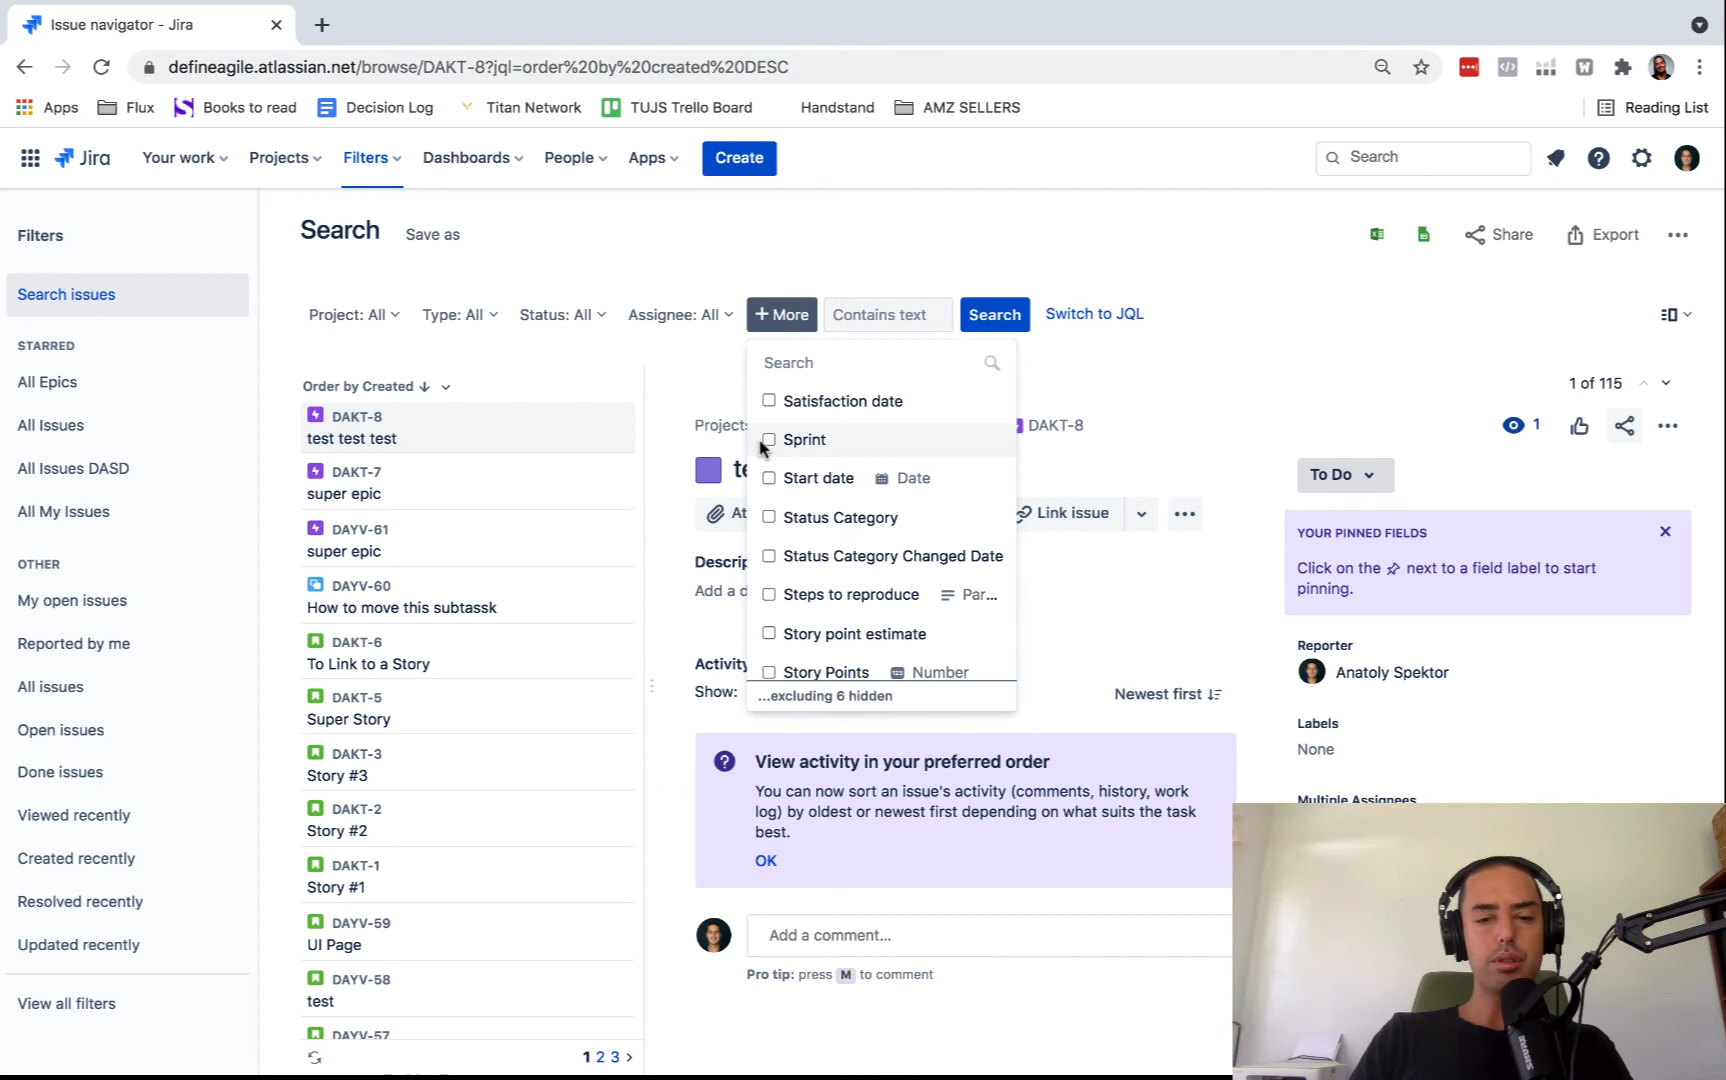 Issue navigator - Jira
defineagile.atlassian.net/browse/DAKT-8?jql=order%20by%20created%20DESC
Apps Flux Books to read Decision Log Titan Network TUJS Trello Board Handstand AMZ SELLERS Reading List
Jira Your work Projects Filters Dashboards People Apps Create Search
Filters
Search issues
STARRED
All Epics
All Issues
All Issues DASD
All My Issues
OTHER
My open issues
Reported by me
All issues
Open issues
Done issues
Viewed recently
Created recently
Resolved recently
Updated recently
View all filters
Search Save as Share Export
Project: All Type: All Status: All Assignee: All + More Contains text Search Switch to JQL
Order by Created
DAKT-8
test test test
DAKT-7
super epic
DAYV-61
super epic
DAYV-60
How to move this subtassk
DAKT-6
To Link to a Story
DAKT-5
Super Story
DAKT-3
Story #3
DAKT-2
Story #2
DAKT-1
Story #1
DAYV-59
UI Page
DAYV-58
test
DAYV-57
1 2 3
Search
Satisfaction date
Sprint
Start date Date
Status Category
Status Category Changed Date
Steps to reproduce Par...
Story point estimate
Story Points Number
...excluding 6 hidden
1 of 115
Project DAKT-8
1
te
At Link issue
Descrip
Add a d
Activity
Show: Newest first
View activity in your preferred order
You can now sort an issue's activity (comments, history, work
log) by oldest or newest first depending on what suits the task
best.
OK
Add a comment...
Pro tip: press M to comment
To Do
YOUR PINNED FIELDS
Click on the next to a field label to start
pinning.
Reporter
Anatoly Spektor
Labels
None
Multiple Assignees
SHURE